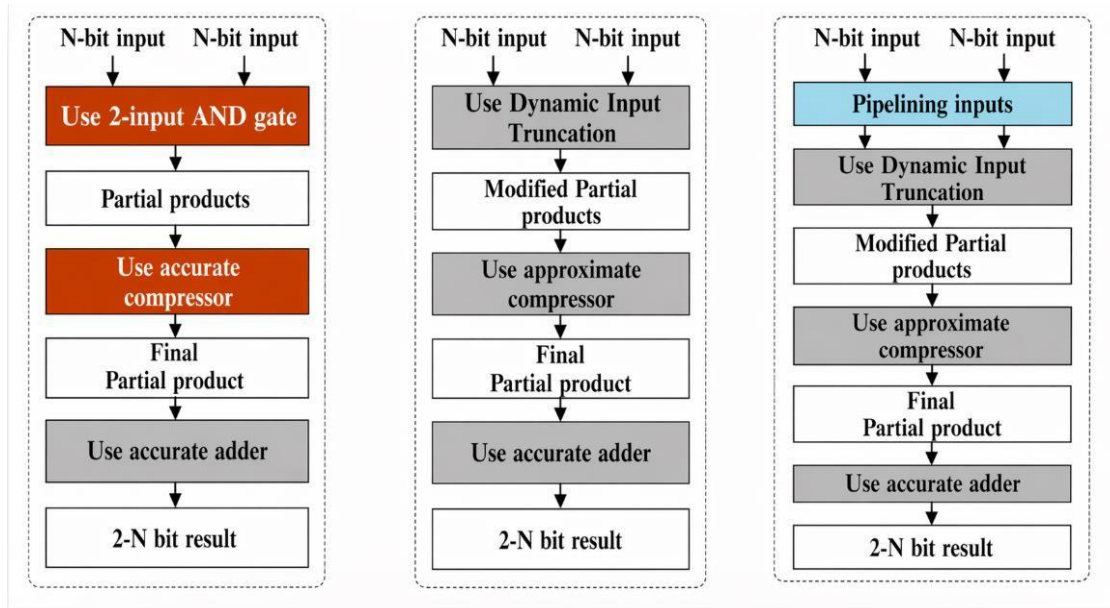 N-bit input N-bit input
Use 2-input AND gate
Partial products
Use accurate
compressor
Final
Partial product
Use accurate adder
2-N bit result
N-bit input N-bit input
Use Dynamic Input
Truncation
Modified Partial
products
Use approximate
compressor
Final
Partial product
Use accurate adder
2-N bit result
N-bit input N-bit input
Pipelining inputs
Use Dynamic Input
Truncation
Modified Partial
products
Use approximate
compressor
Final
Partial product
Use accurate adder
2-N bit result